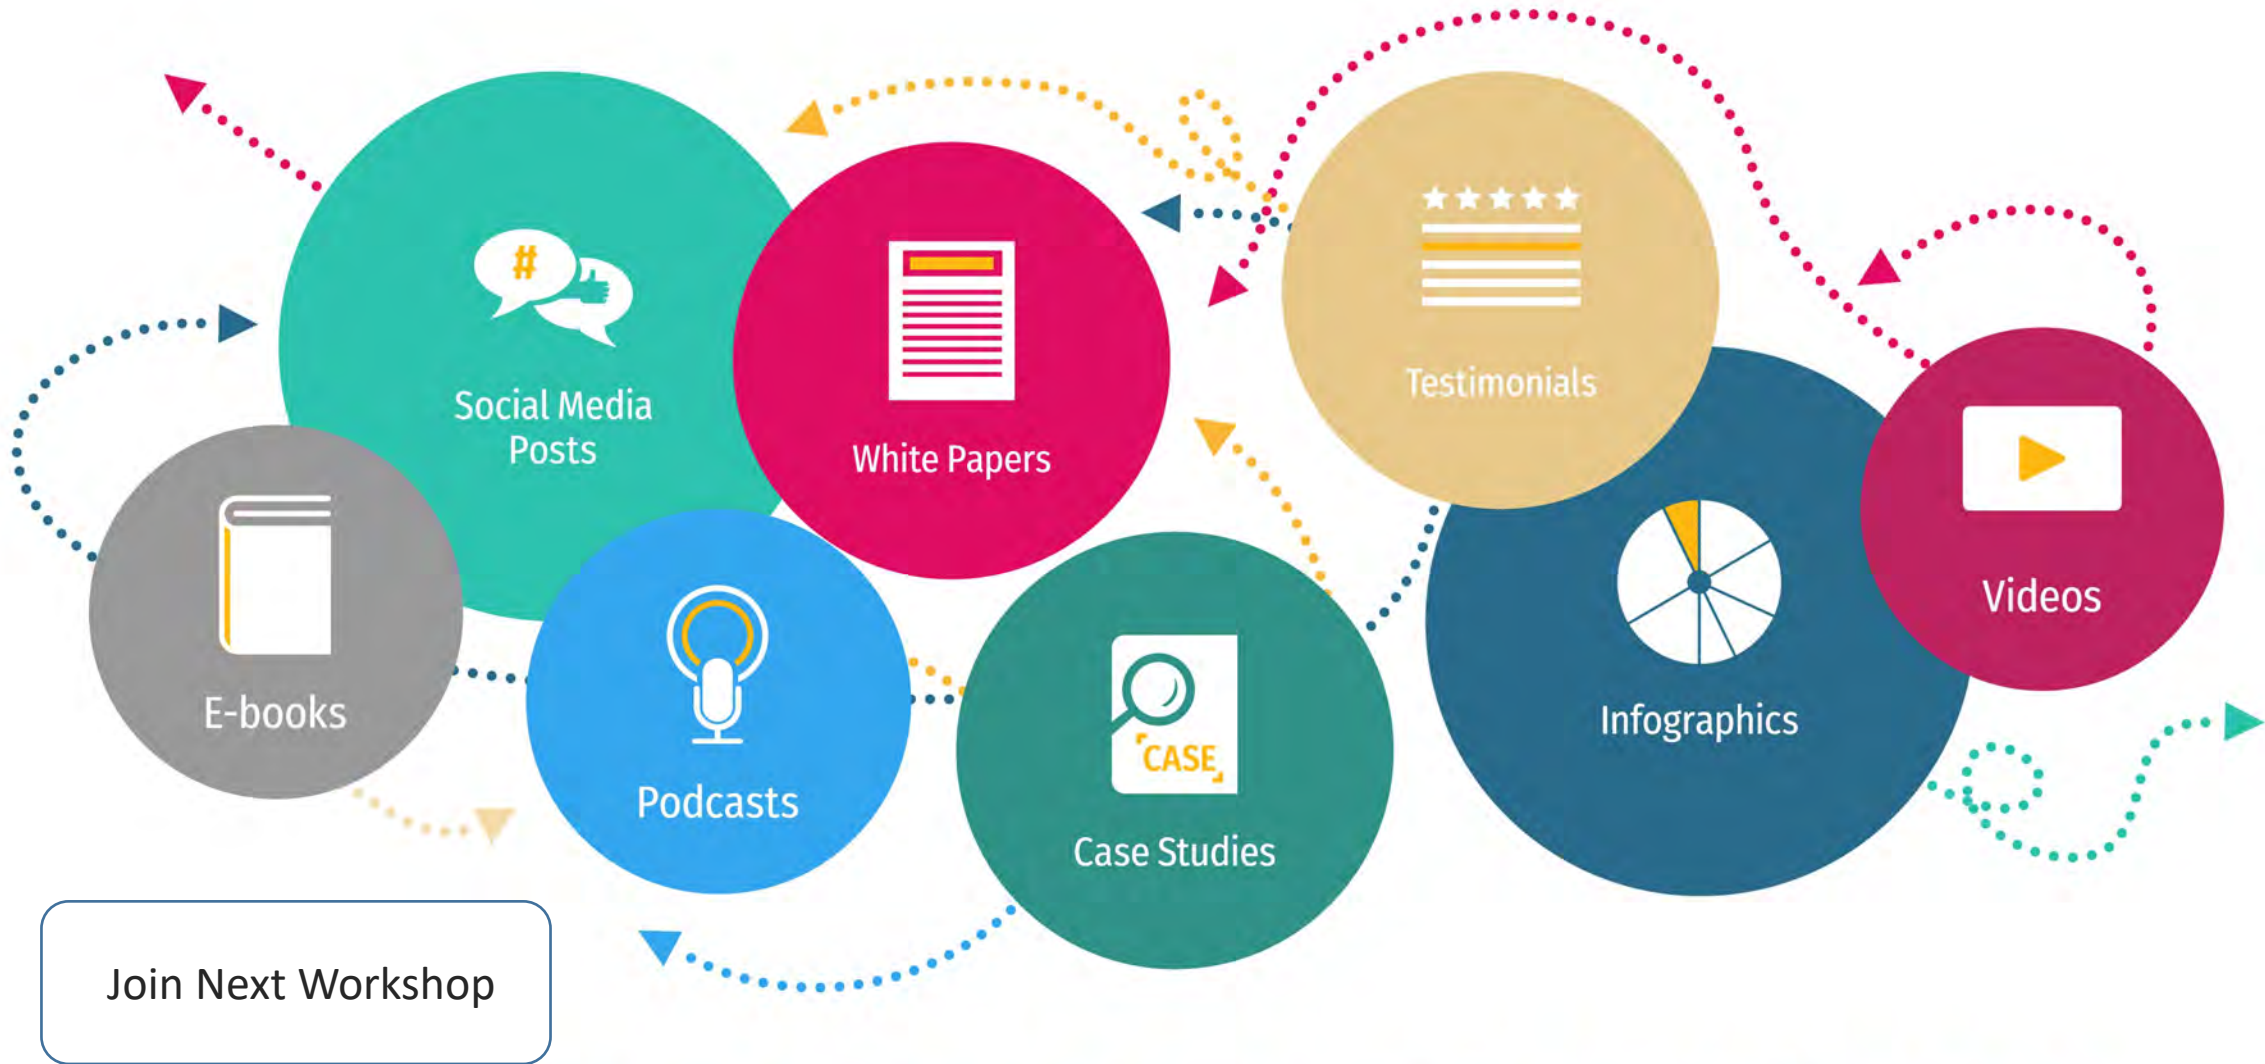 #
Social Media
Posts
White Papers
Testimonials
E-books
Podcasts
CASE
Case Studies
Infographics
Videos
Join Next Workshop